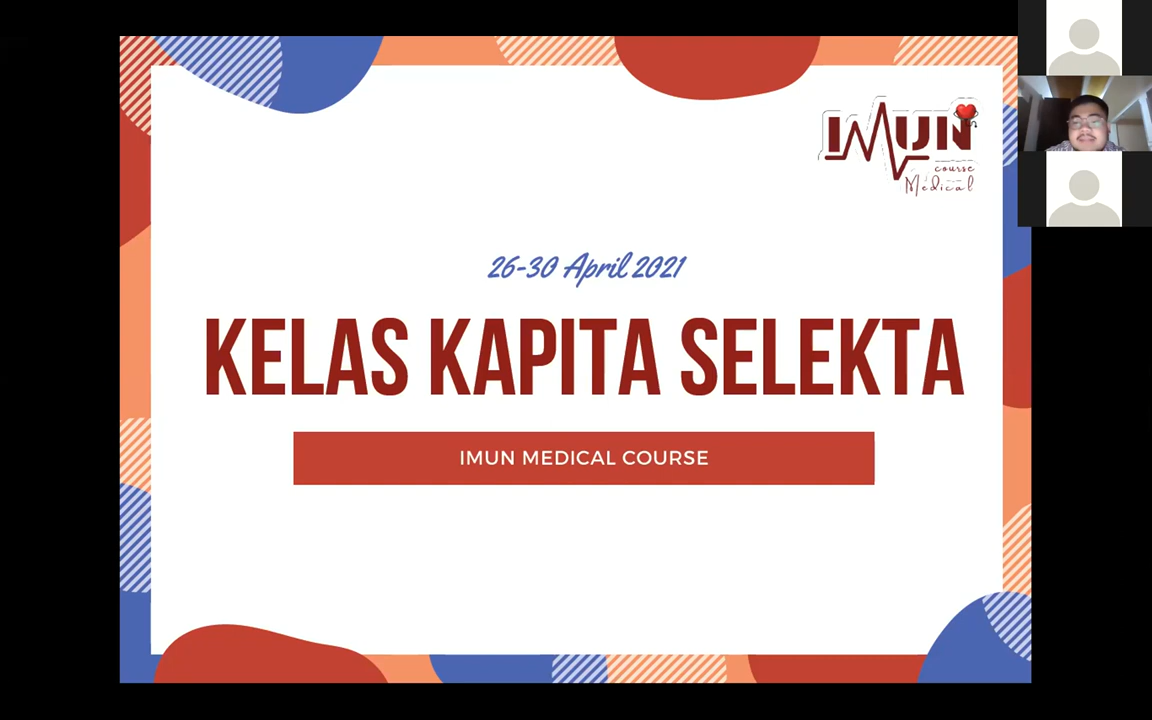 IMUN
course
Medical
26-30 April 2021
KELAS KAPITA SELEKTA
IMUN MEDICAL COURSE